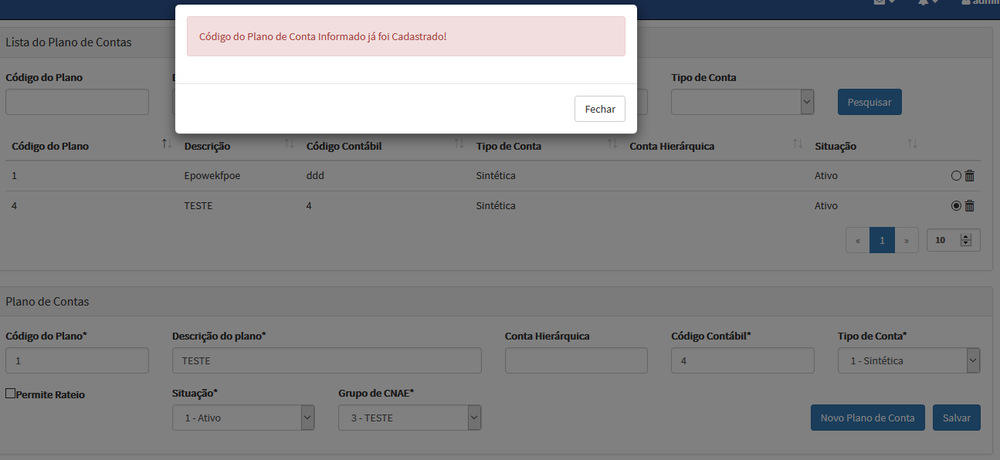 admin
Código do Plano de Conta Informado já foi Cadastrado!
Fechar
Lista do Plano de Contas
Código do Plano
Tipo de Conta
Pesquisar
Código do Plano Descrição Código Contábil Tipo de Conta Conta Hierárquica Situação
1 Epowekfpoe ddd Sintética Ativo
4 TESTE 4 Sintética Ativo
« 1 » 10
Plano de Contas
Código do Plano* Descrição do plano* Conta Hierárquica Código Contábil* Tipo de Conta*
1 TESTE 4 1 - Sintética
Permite Rateio Situação* Grupo de CNAE*
1 - Ativo 3 - TESTE Novo Plano de Conta Salvar